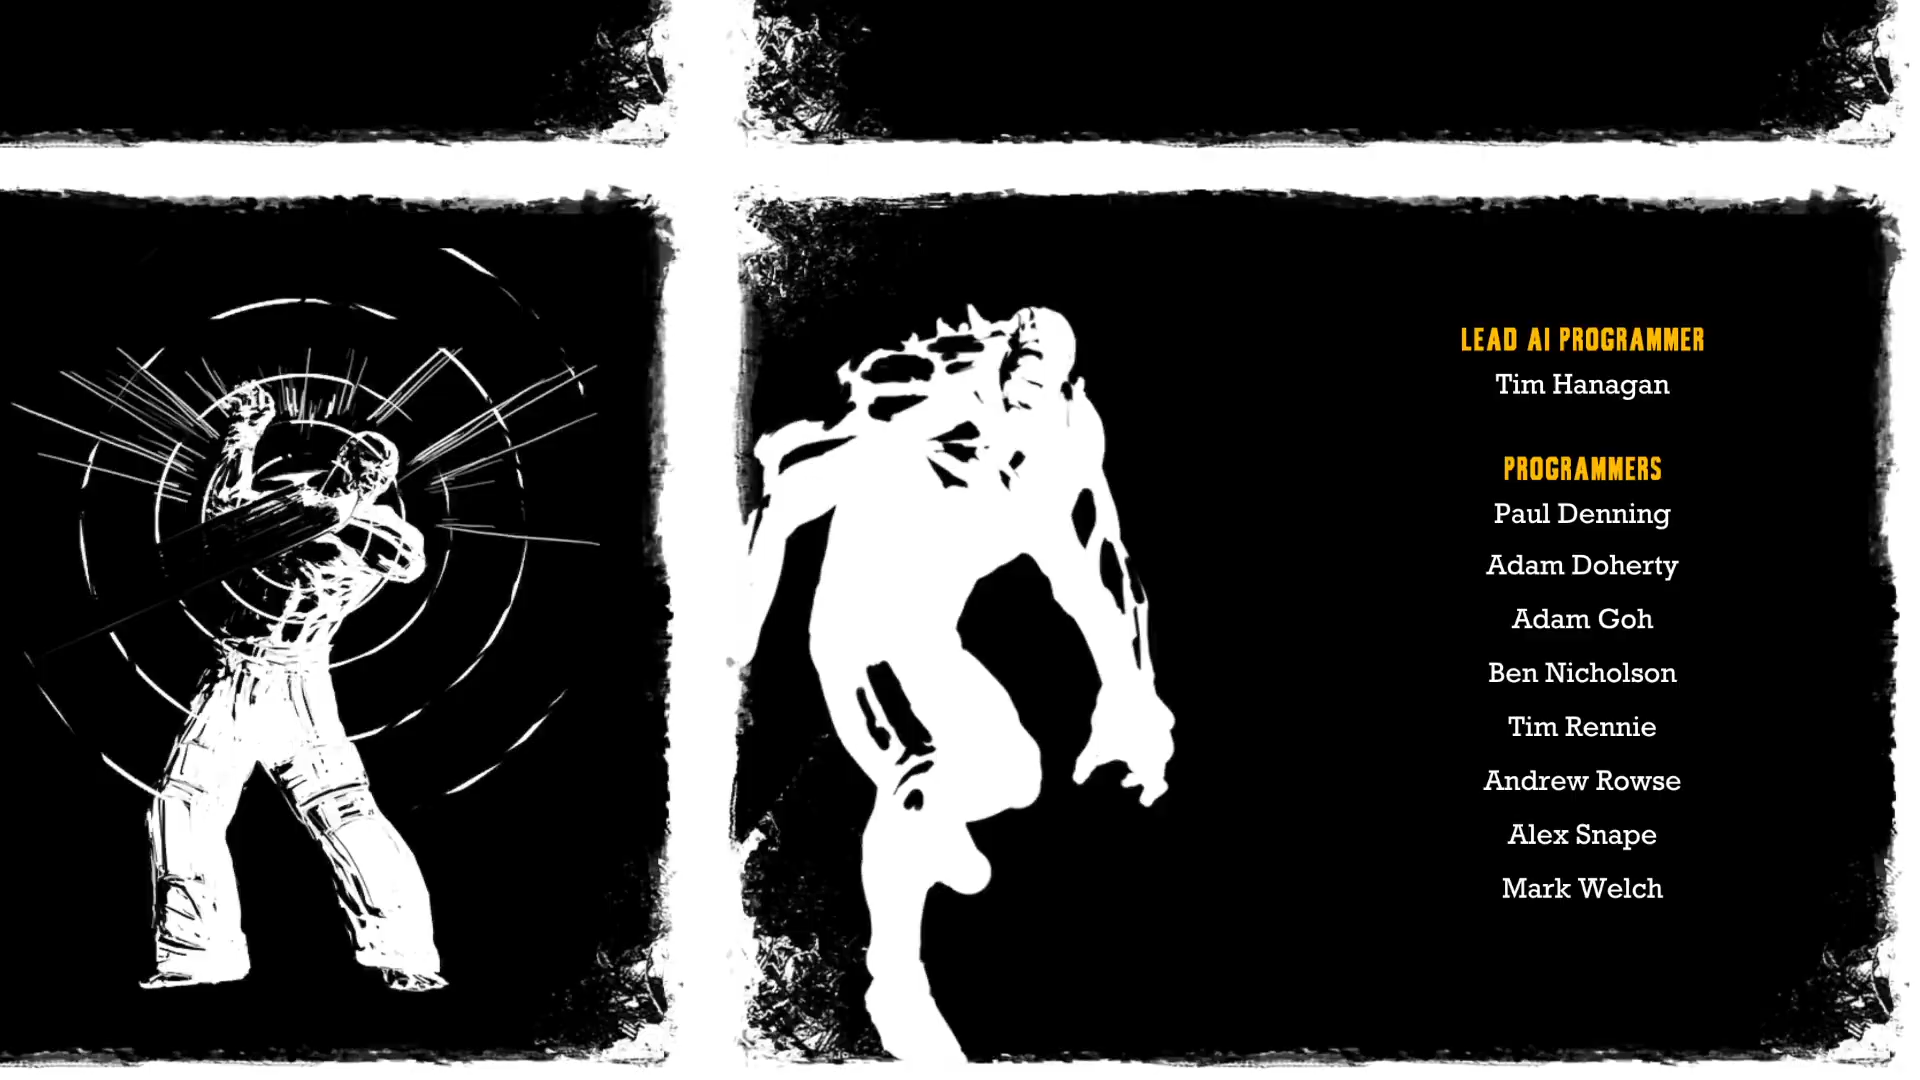 LEAD AI PROGRAMMER
Tim Hanagan
PROGRAMMERS
Paul Denning
Adam Doherty
Adam Goh
Ben Nicholson
Tim Rennie
Andrew Rowse
Alex Snape
Mark Welch